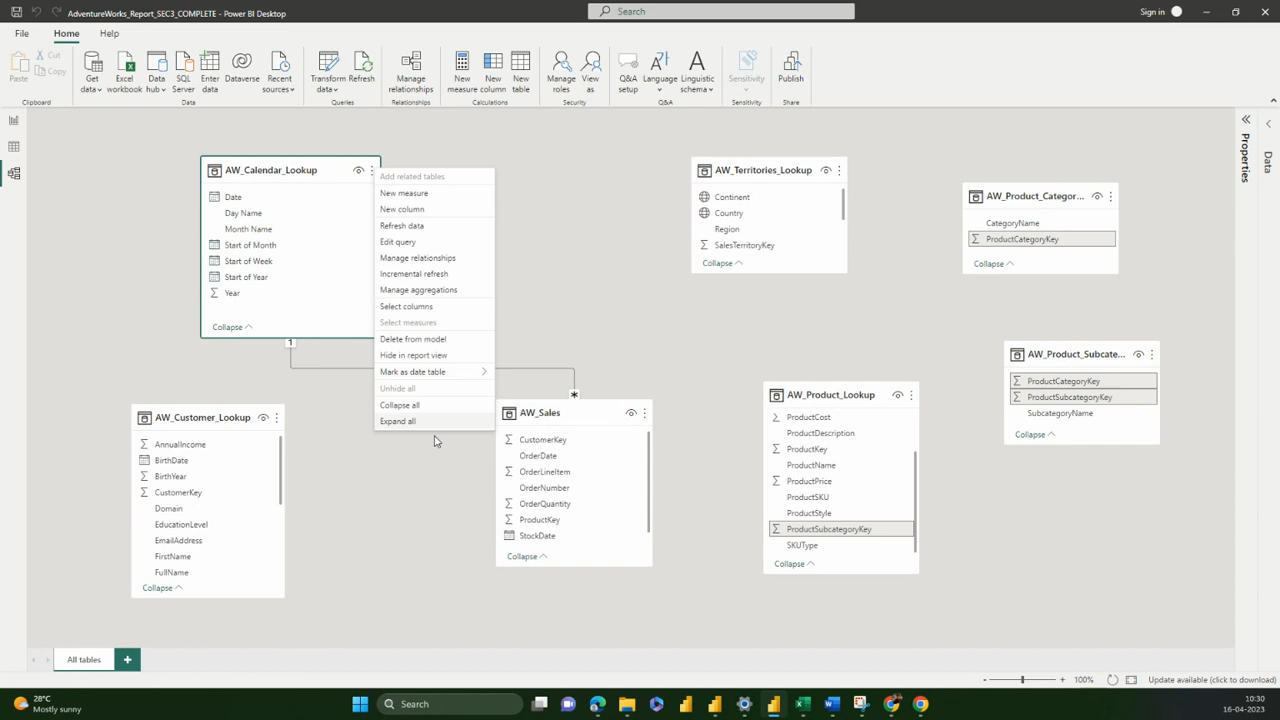 AdventureWorks_Report_SEC3_COMPLETE - Power BI Desktop
Search
Sign in
File
Home
Help
Paste
Cut
Copy
Get data
Excel workbook
Data hub
SQL Server
Enter data
Dataverse
Recent sources
Transform data
Refresh
Manage relationships
New measure
New column
New table
Manage roles
View as
Q&A setup
Language
Linguistic schema
Sensitivity
Publish
Clipboard
Data
Queries
Relationships
Calculations
Security
Q&A
Sensitivity
Share
AW_Calendar_Lookup
Date
Day Name
Month Name
Start of Month
Start of Week
Start of Year
Year
Collapse
1
Add related tables
New measure
New column
Refresh data
Edit query
Manage relationships
Incremental refresh
Manage aggregations
Select columns
Select measures
Delete from model
Hide in report view
Mark as date table
Unhide all
Collapse all
Expand all
AW_Territories_Lookup
Continent
Country
Region
SalesTerritoryKey
Collapse
AW_Product_Categor...
CategoryName
ProductCategoryKey
Collapse
Properties
Data
AW_Customer_Lookup
AnnualIncome
BirthDate
BirthYear
CustomerKey
Domain
EducationLevel
EmailAddress
FirstName
FullName
Collapse
*
AW_Sales
CustomerKey
OrderDate
OrderLineItem
OrderNumber
OrderQuantity
ProductKey
StockDate
Collapse
AW_Product_Lookup
ProductCost
ProductDescription
ProductKey
ProductName
ProductPrice
ProductSKU
ProductStyle
ProductSubcategoryKey
SKUType
Collapse
AW_Product_Subcate...
ProductCategoryKey
ProductSubcategoryKey
SubcategoryName
Collapse
All tables
100%
Update available (click to download)
28°C
Mostly sunny
Search
10:30
16-04-2023